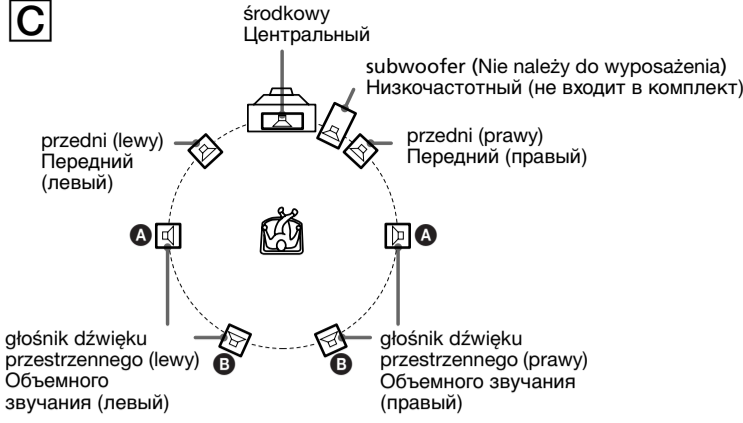 C
środkowy
Центральный
subwoofer (Nie należy do wyposażenia)
Низкочастотный (не входит в комплект)
przedni (lewy)
Передний
(левый)
przedni (prawy)
Передний (правый)
A
A
głośnik dźwięku
przestrzennego (lewy)
Объемного
звучания (левый)
B
B
głośnik dźwięku
przestrzennego (prawy)
Объемного звучания
(правый)